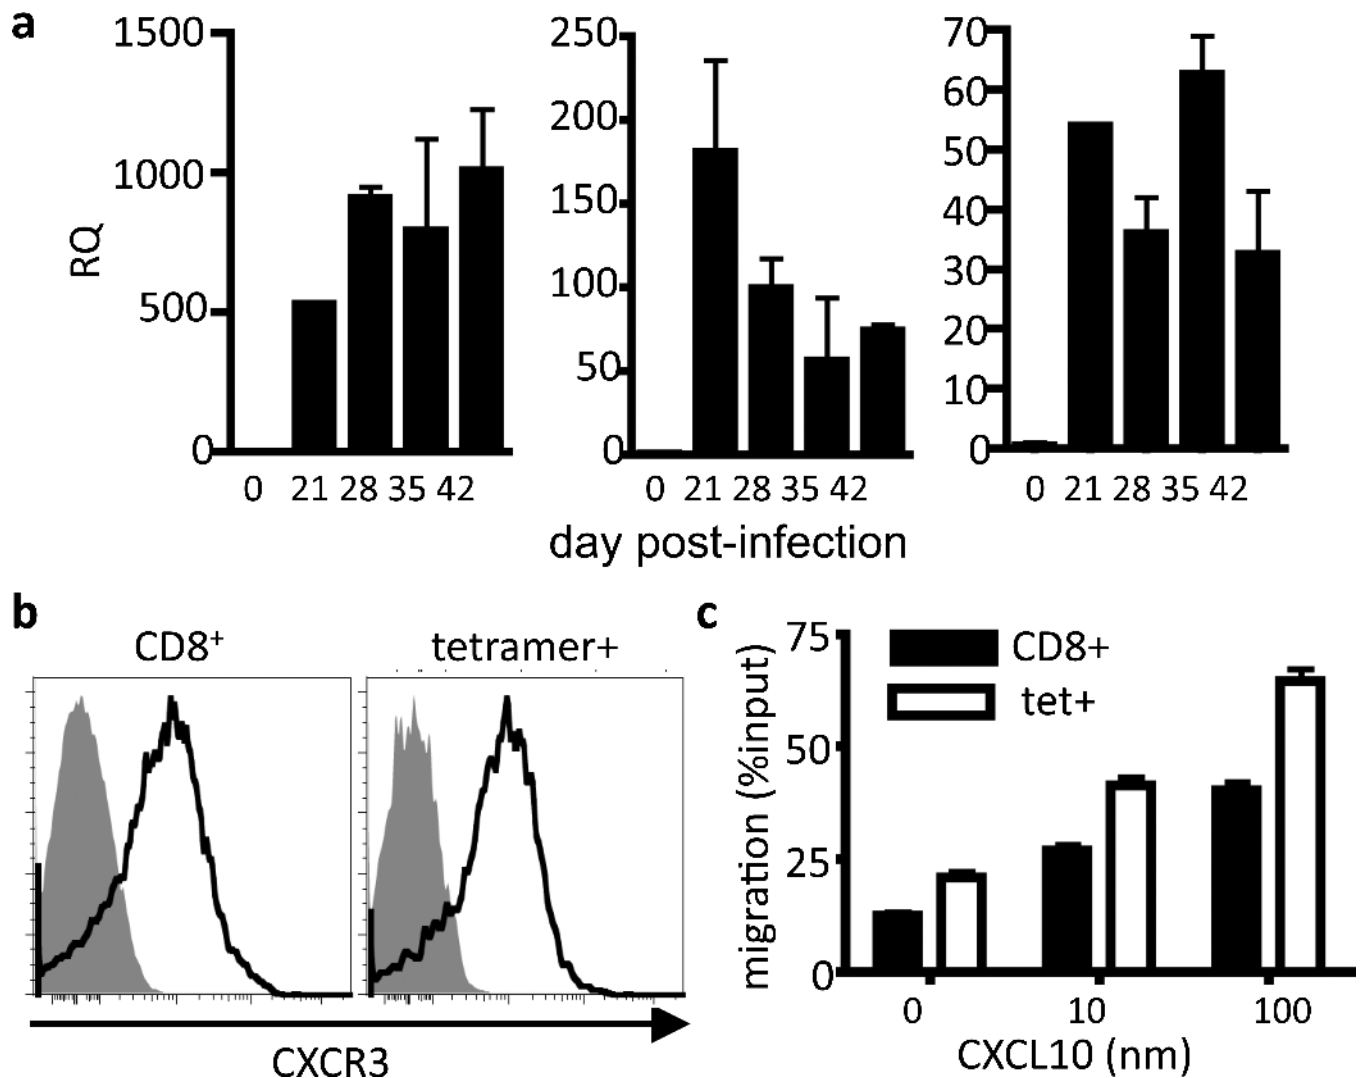 a
RQ
1500
1000
500
0
0 21 28 35 42
250
200
150
100
50
0
0 21 28 35 42
70
60
50
40
30
20
10
0
0 21 28 35 42
day post-infection
b
CD8⁺
tetramer+
CXCR3
c
migration (%input)
75
50
25
0
CD8+
tet+
0 10 100
CXCL10 (nm)